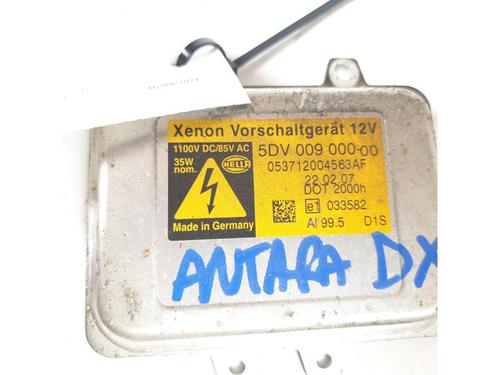 Xenon Vorschaltgerät 12V
1100V DC/85V AC
5DV 009 000-00
35W
nom.
HELLA
053712004563AF
22 02 07
DOT 2000h
e1 033582
Made in Germany
Al 99.5 D1S
ANTARA DX